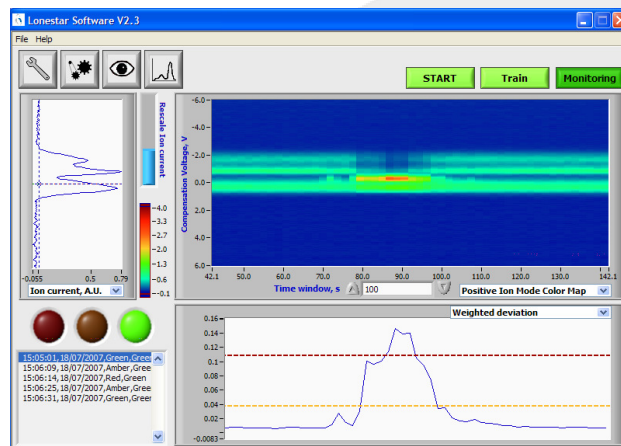 Lonestar Software V2.3
File Help
START
Train
Monitoring
Rescale Ion current
4.0
3.3
2.7
2.0
1.3
0.6
-0.1
-0.055 0.5 0.79
Ion current, A.U.
Compensation Voltage, V
-6.0
-4.0
-2.0
0.0
2.0
4.0
6.0
42.1 50.0 60.0 70.0 80.0 90.0 100.0 110.0 120.0 130.0 142.1
Time window, s 100 Positive Ion Mode Color Map
15:05:01,18/07/2007,Green,Green
15:06:09,18/07/2007,Amber,Gree
15:06:14,18/07/2007,Red,Green
15:06:25,18/07/2007,Amber,Gree
15:06:31,18/07/2007,Green,Green
Weighted deviation
0.16
0.14
0.12
0.1
0.08
0.06
0.04
0.02
-0.0083